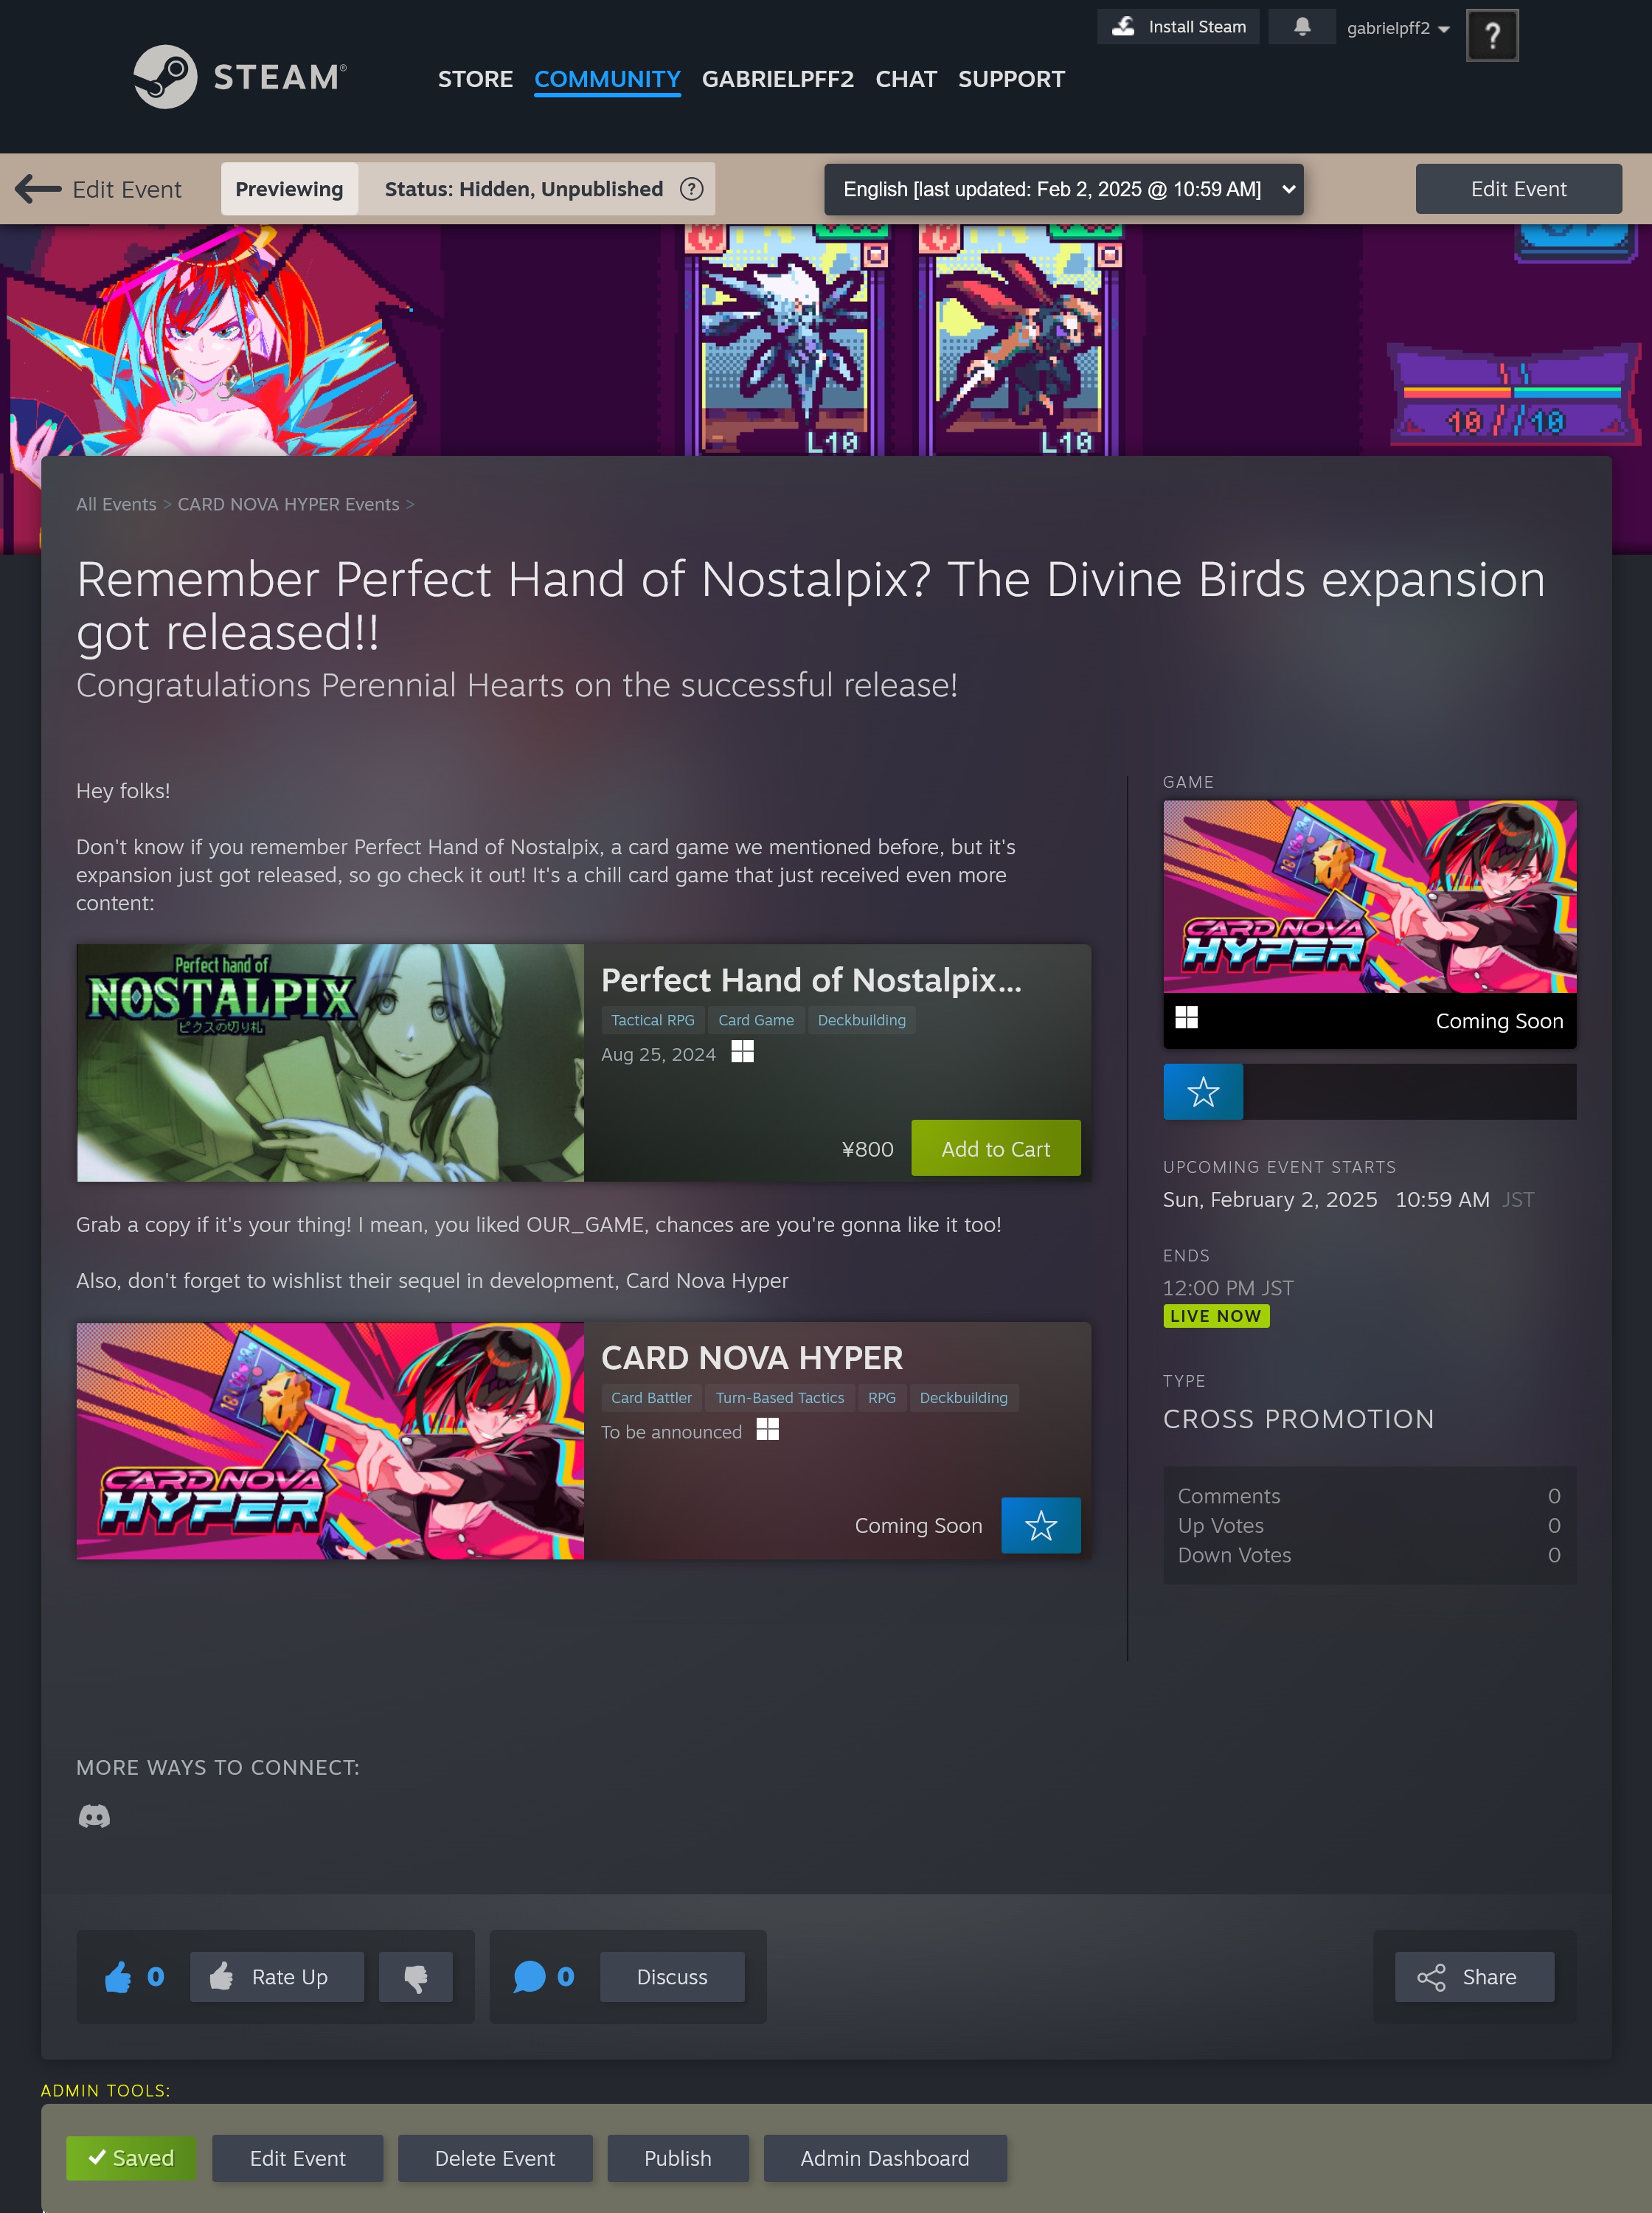 Install Steam
gabrielpff2
?
STEAM®
STORE COMMUNITY GABRIELPFF2 CHAT SUPPORT
Edit Event
Previewing
Status: Hidden, Unpublished ?
English [last updated: Feb 2, 2025 @ 10:59 AM]
Edit Event
L10
L10
10 // 10
All Events > CARD NOVA HYPER Events >
Remember Perfect Hand of Nostalpix? The Divine Birds expansion
got released!!
Congratulations Perennial Hearts on the successful release!
Hey folks!
Don't know if you remember Perfect Hand of Nostalpix, a card game we mentioned before, but it's
expansion just got released, so go check it out! It's a chill card game that just received even more
content:
Perfect hand of
NOSTALPIX
ピクスの切り札
Perfect Hand of Nostalpix...
Tactical RPG Card Game Deckbuilding
Aug 25, 2024
¥800 Add to Cart
Grab a copy if it's your thing! I mean, you liked OUR_GAME, chances are you're gonna like it too!
Also, don't forget to wishlist their sequel in development, Card Nova Hyper
CARD NOVA
HYPER
CARD NOVA HYPER
Card Battler Turn-Based Tactics RPG Deckbuilding
To be announced
Coming Soon
GAME
CARD NOVA
HYPER
Coming Soon
UPCOMING EVENT STARTS
Sun, February 2, 2025 10:59 AM JST
ENDS
12:00 PM JST
LIVE NOW
TYPE
CROSS PROMOTION
Comments 0
Up Votes 0
Down Votes 0
MORE WAYS TO CONNECT:
0 Rate Up
0 Discuss
Share
ADMIN TOOLS:
Saved
Edit Event
Delete Event
Publish
Admin Dashboard